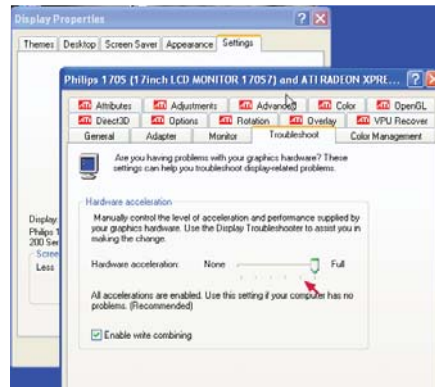 Display Properties
Themes Desktop Screen Saver Appearance Settings
Philips 170S (17inch LCD MONITOR 170S7) and ATI RADEON XPRE...
Attributes Adjustments Advanced Color OpenGL
Direct3D Options Rotation Overlay VPU Recover
General Adapter Monitor Troubleshoot Color Management
Are you having problems with your graphics hardware? These
settings can help you troubleshoot display-related problems.
Hardware acceleration
Manually control the level of acceleration and performance supplied by
your graphics hardware. Use the Display Troubleshooter to assist you in
making the change.
Hardware acceleration: None Full
All accelerations are enabled. Use this setting if your computer has no
problems. (Recommended)
Enable write combining
Display
Philips 1
200 Ser
Scree
Less